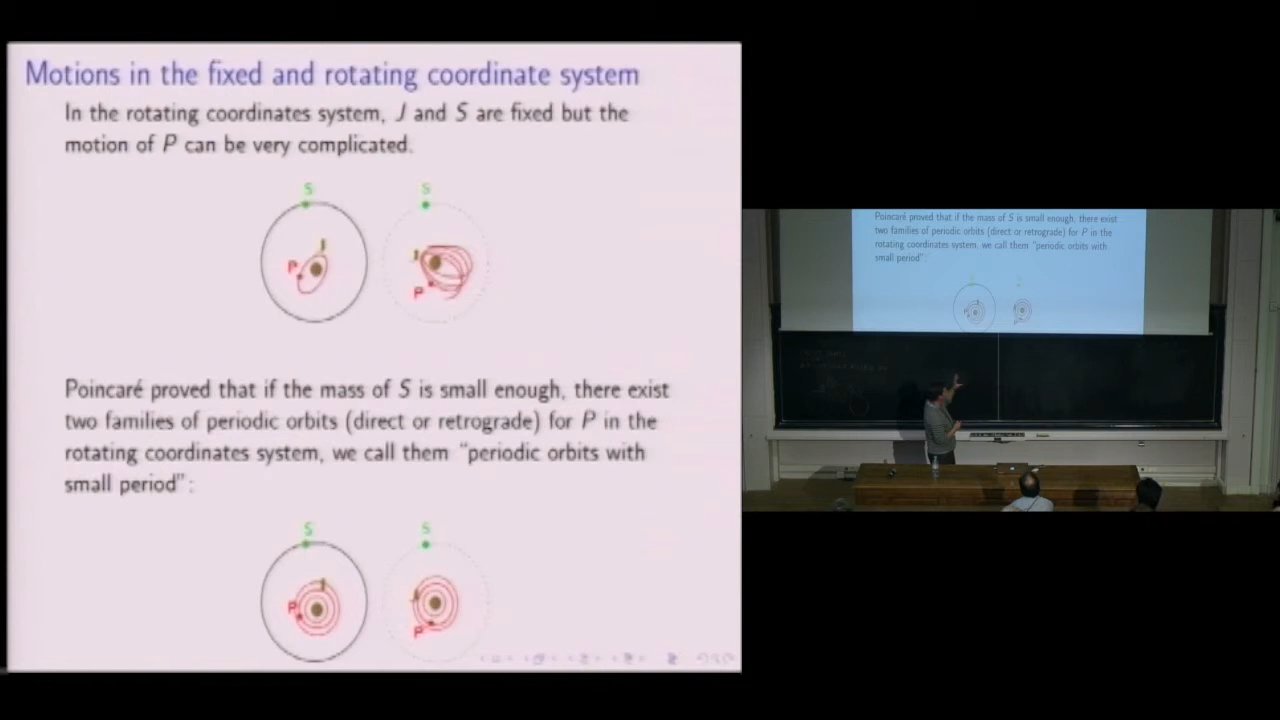 Motions in the fixed and rotating coordinate system
In the rotating coordinates system, J and S are fixed but the
motion of P can be very complicated.
S S
J J
P P
Poincaré proved that if the mass of S is small enough, there exist
two families of periodic orbits (direct or retrograde) for P in the
rotating coordinates system, we call them “periodic orbits with
small period”:
S S
J J
P P
Poincaré proved that if the mass of S is small enough, there exist
two families of periodic orbits (direct or retrograde) for P in the
rotating coordinates system, we call them “periodic orbits with
small period”: